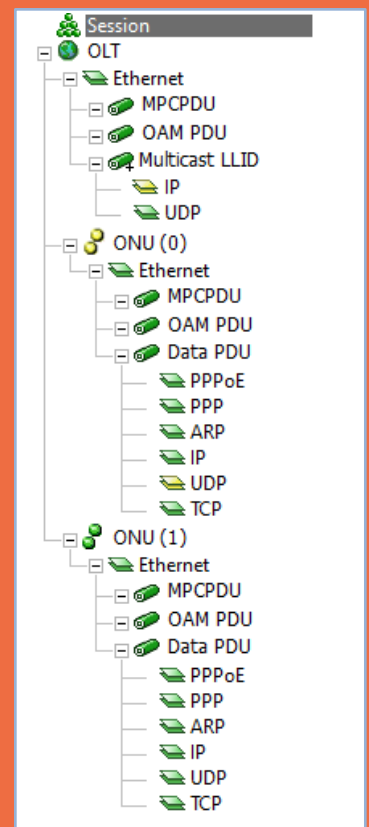 Session
OLT
Ethernet
MPCPDU
OAM PDU
Multicast LLID
IP
UDP
ONU (0)
Ethernet
MPCPDU
OAM PDU
Data PDU
PPPoE
PPP
ARP
IP
UDP
TCP
ONU (1)
Ethernet
MPCPDU
OAM PDU
Data PDU
PPPoE
PPP
ARP
IP
UDP
TCP